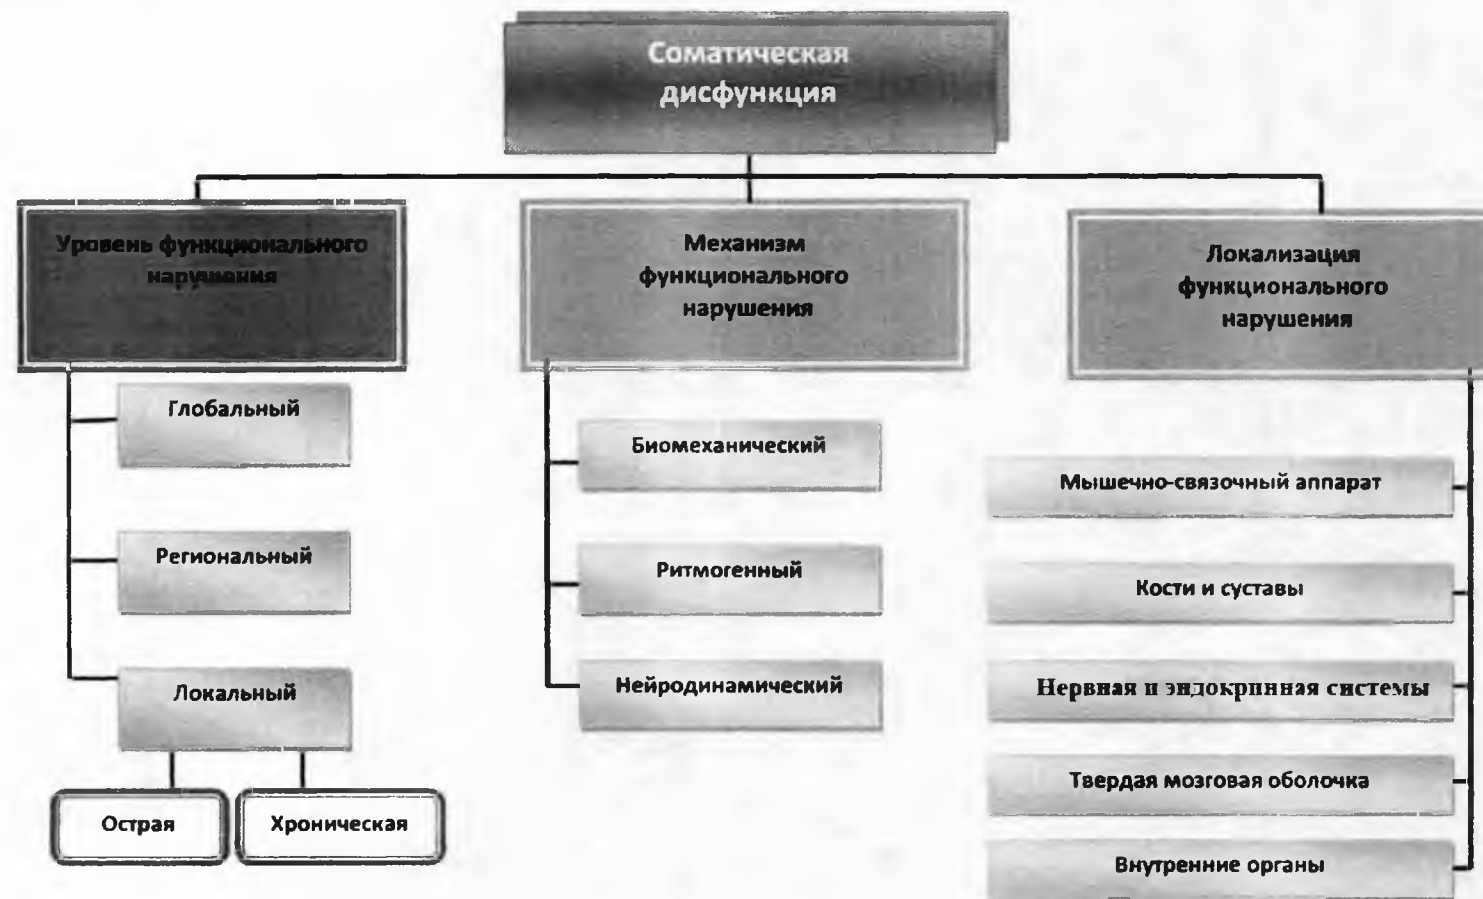 Соматическая
дисфункция
Уровень функционального
нарушения
Глобальный
Региональный
Локальный
Острая
Хроническая
Механизм
функционального
нарушения
Биомеханический
Ритмогенный
Нейродинамический
Локализация
функционального
нарушения
Мышечно-связочный аппарат
Кости и суставы
Нервная и эндокринная системы
Твердая мозговая оболочка
Внутренние органы